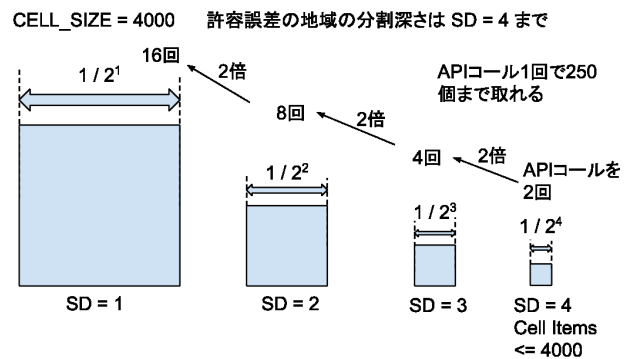 CELL_SIZE = 4000 許容誤差の地域の分割深さは SD = 4 まで
16回
1 / 2¹
2倍
APIコール1回で250
個まで取れる
8回
2倍
4回
2倍
APIコールを
2回
1 / 2²
1 / 2³
1 / 2⁴
SD = 1
SD = 2
SD = 3
SD = 4
Cell Items
<= 4000